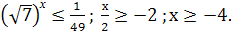 (√7)^x ≤ 1/49 ; x/2 ≥ −2 ; x ≥ −4.